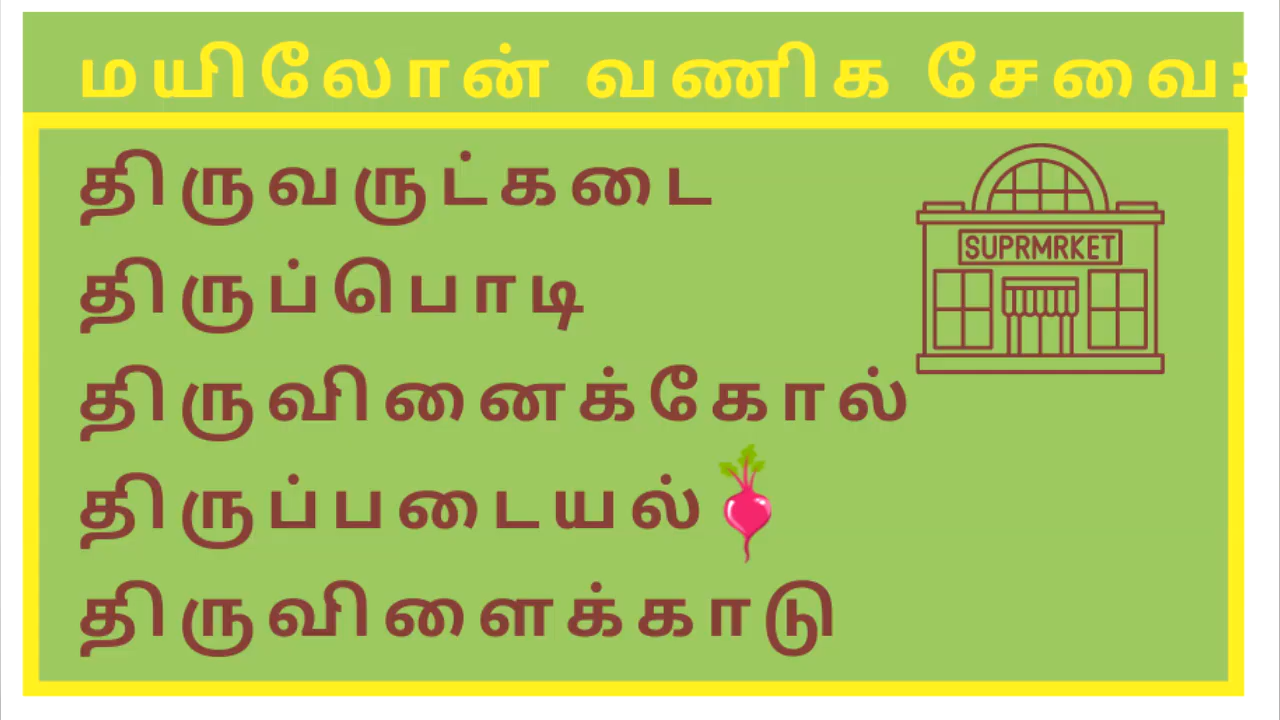 மயிலோன் வணிக சேவை:
திருவருட்கடை
SUPRMRKET
திருப்பொடி
திருவினைக்கோல்
திருப்படையல்
திருவிளைக்காடு